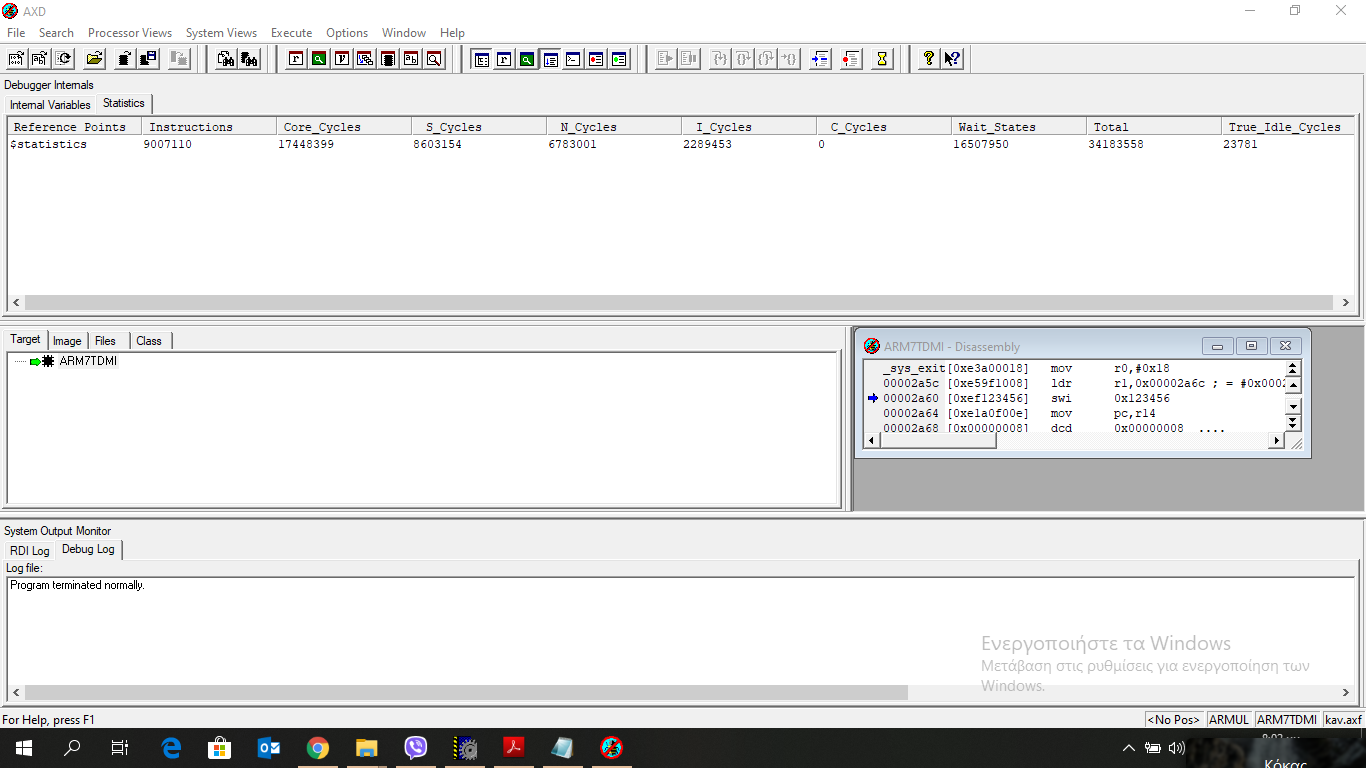 AXD
File Search Processor Views System Views Execute Options Window Help
Debugger Internals
Internal Variables Statistics
Reference Points Instructions Core_Cycles S_Cycles N_Cycles I_Cycles C_Cycles Wait_States Total True_Idle_Cycles
$statistics 9007110 17448399 8603154 6783001 2289453 0 16507950 34183558 23781
Target Image Files Class
ARM7TDMI
ARM7TDMI - Disassembly
_sys_exit [0xe3a00018] mov r0,#0x18
00002a5c [0xe59f1008] ldr r1,0x00002a6c ; = #0x0002
00002a60 [0xef123456] swi 0x123456
00002a64 [0xe1a0f00e] mov pc,r14
00002a68 [0x00000008] dcd 0x00000008 ....
System Output Monitor
RDI Log Debug Log
Log file:
Program terminated normally.
Ενεργοποιήστε τα Windows
Μετάβαση στις ρυθμίσεις για ενεργοποίηση των
Windows.
For Help, press F1
<No Pos> ARMUL ARM7TDMI kav.axf
Κόκας